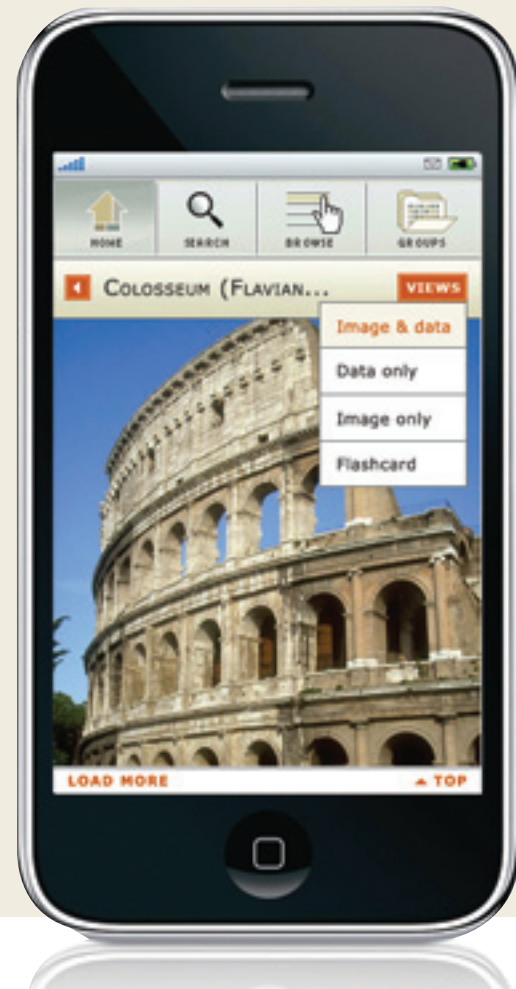 HOME SEARCH BROWSE GROUPS
COLOSSEUM (FLAVIAN... VIEWS
Image & data
Data only
Image only
Flashcard
LOAD MORE TOP